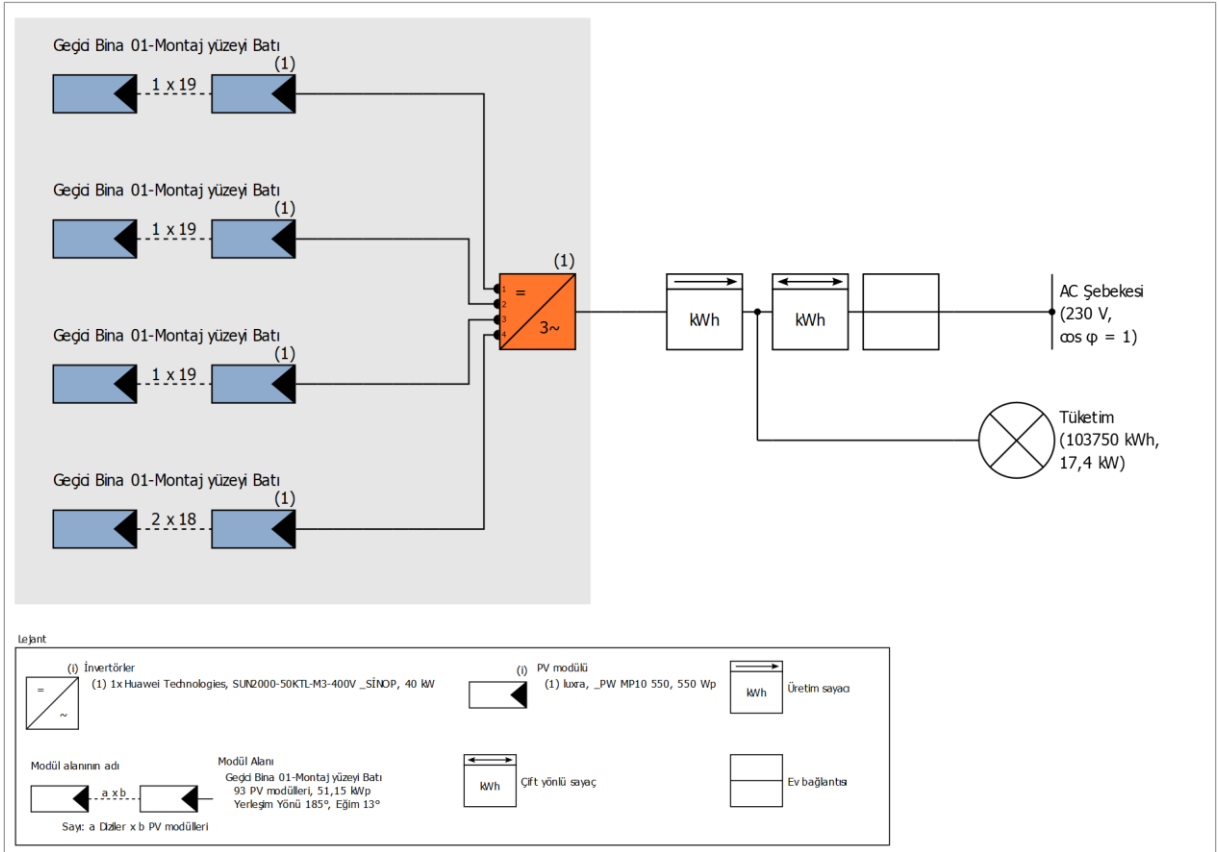 Geçici Bina 01-Montaj yüzeyi Batı
(1)
1 x 19
Geçici Bina 01-Montaj yüzeyi Batı
(1)
1 x 19
Geçici Bina 01-Montaj yüzeyi Batı
(1)
1 x 19
Geçici Bina 01-Montaj yüzeyi Batı
(1)
2 x 18
(1)
1
2
3
4
=
3~
kWh
kWh
AC Şebekesi
(230 V,
cos φ = 1)
Tüketim
(103750 kWh,
17,4 kW)
Lejant
(i) İnvertörler
(1) 1x Huawei Technologies, SUN2000-50KTL-M3-400V _SİNOP, 40 kW
=
~
(i) PV modülü
(1) luxra, _PW MP10 550, 550 Wp
kWh
Üretim sayacı
Modül alanının adı
a x b
Sayı: a Diziler x b PV modülleri
Modül Alanı
Geçici Bina 01-Montaj yüzeyi Batı
93 PV modülleri, 51,15 kWp
Yerleşim Yönü 185°, Eğim 13°
kWh
Çift yönlü sayaç
Ev bağlantısı